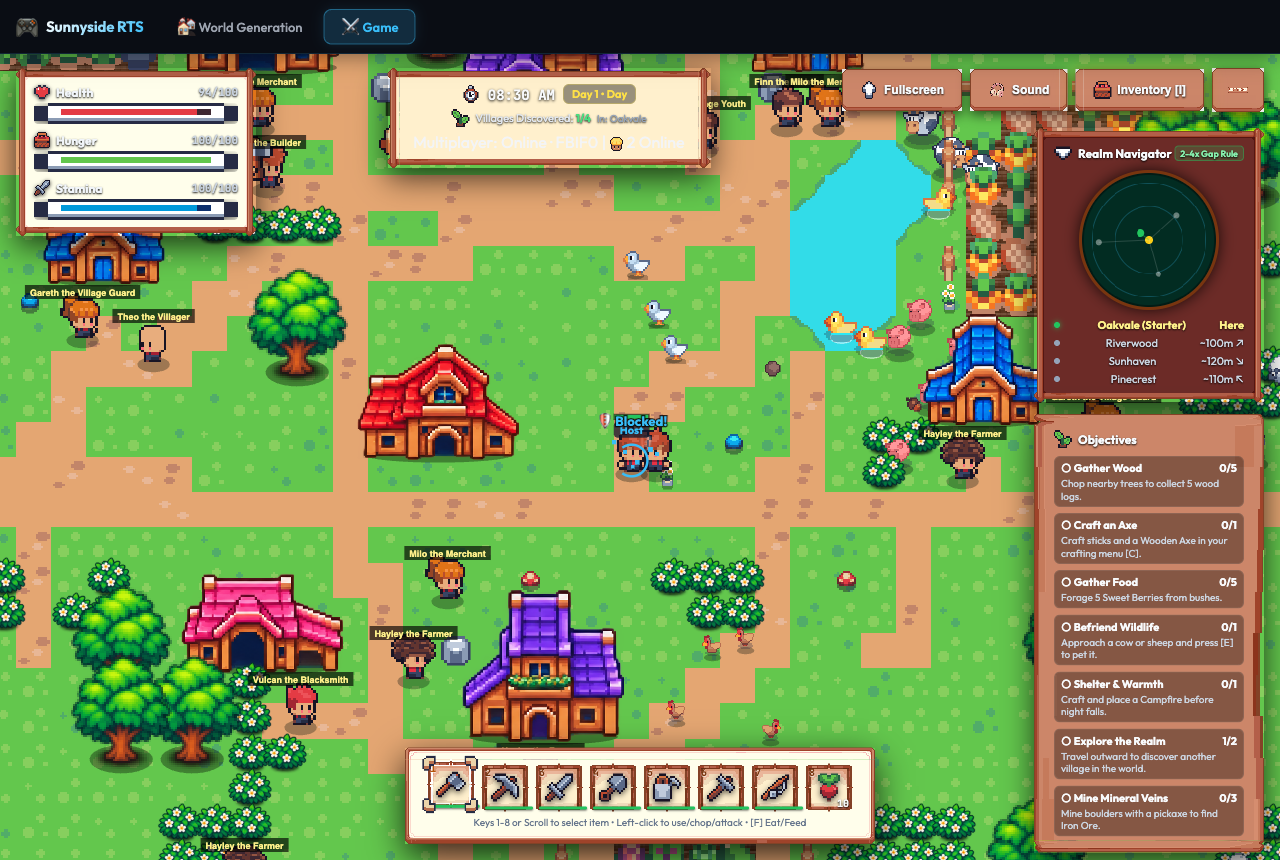 Sunnyside RTS
World Generation
Game
Health 94/100
Hunger 100/100
Stamina 100/100
08:30 AM
Day 1 • Day
Villages Discovered: 1/4 In: Oakvale
Fullscreen
Sound
Inventory [I]
Merchant
the Builder
Finn the
Milo the Mer
ge Youth
Realm Navigator
2-4x Gap Rule
Oakvale (Starter) Here
Riverwood ~100m ↗
Sunhaven ~120m ↘
Pinecrest ~110m ↖
Gareth the Village Guard
Theo the Villager
Blocked!
Host
Hayley the Farmer
Objectives
Gather Wood 0/5
Chop nearby trees to collect 5 wood
logs.
Craft an Axe 0/1
Craft sticks and a Wooden Axe in your
crafting menu [C].
Gather Food 0/5
Forage 5 Sweet Berries from bushes.
Befriend Wildlife 0/1
Approach a cow or sheep and press [E]
to pet it.
Shelter & Warmth 0/1
Craft and place a Campfire before
night falls.
Explore the Realm 1/2
Travel outward to discover another
village in the world.
Mine Mineral Veins 0/3
Mine boulders with a pickaxe to find
Iron Ore.
Milo the Merchant
Hayley the Farmer
Vulcan the Blacksmith
10
Keys 1-8 or Scroll to select item • Left-click to use/chop/attack • [F] Eat/Feed
Hayley the Farmer